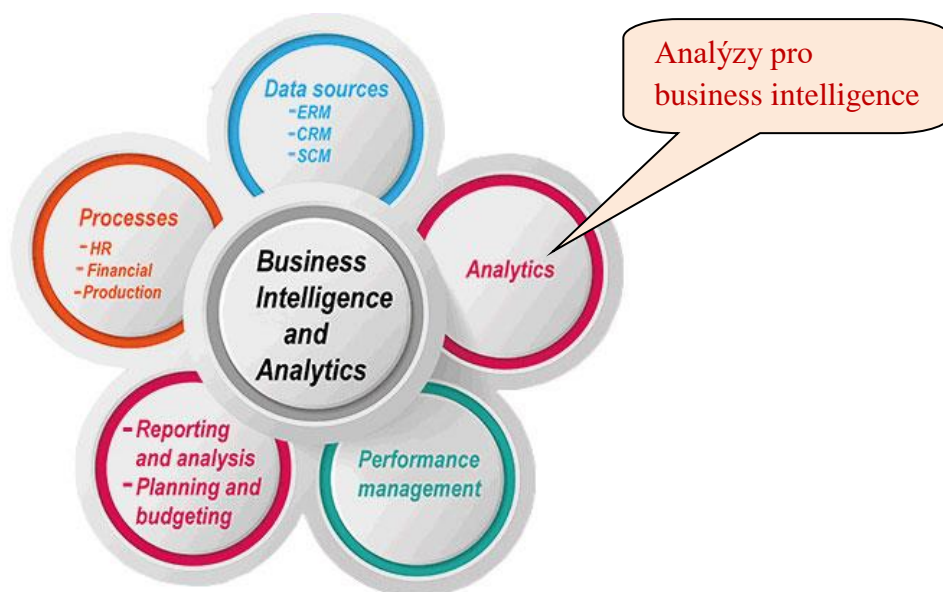 Analýzy pro
business intelligence
Data sources
-ERM
-CRM
-SCM
Processes
-HR
-Financial
-Production
Business
Intelligence
and
Analytics
Analytics
-Reporting
and analysis
-Planning and
budgeting
Performance
management